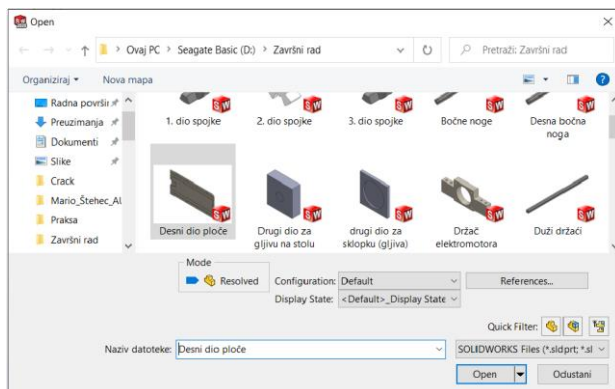 Open
Ovaj PC > Seagate Basic (D:) > Završni rad
Pretraži: Završni rad
Organiziraj
Nova mapa
Radna površir
Preuzimanja
Dokumenti
Slike
Crack
Mario_Štehec_Al
Praksa
Završni rad
1. dio spojke
2. dio spojke
3. dio spojke
Bočne noge
Desna bočna
noga
Desni dio ploče
Drugi dio za
gljivu na stolu
drugi dio za
sklopku (gljiva)
Držač
elektromotora
Duži držaći
Mode
Resolved
Configuration: Default
References...
Display State: <Default>_Display State
Quick Filter:
Naziv datoteke: Desni dio ploče
SOLIDWORKS Files (*.sldprt; *.sl
Open
Odustani